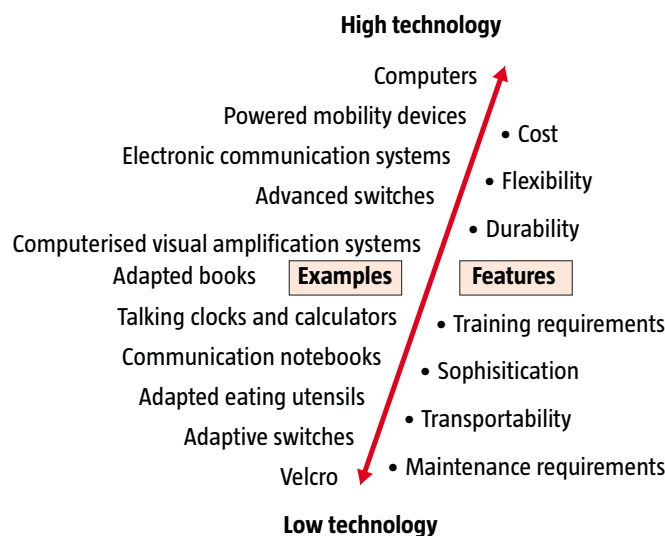 High technology
Computers
Powered mobility devices
• Cost
Electronic communication systems
• Flexibility
Advanced switches
• Durability
Computerised visual amplification systems
Adapted books
Examples
Features
Talking clocks and calculators
• Training requirements
Communication notebooks
• Sophisitication
Adapted eating utensils
• Transportability
Adaptive switches
• Maintenance requirements
Velcro
Low technology